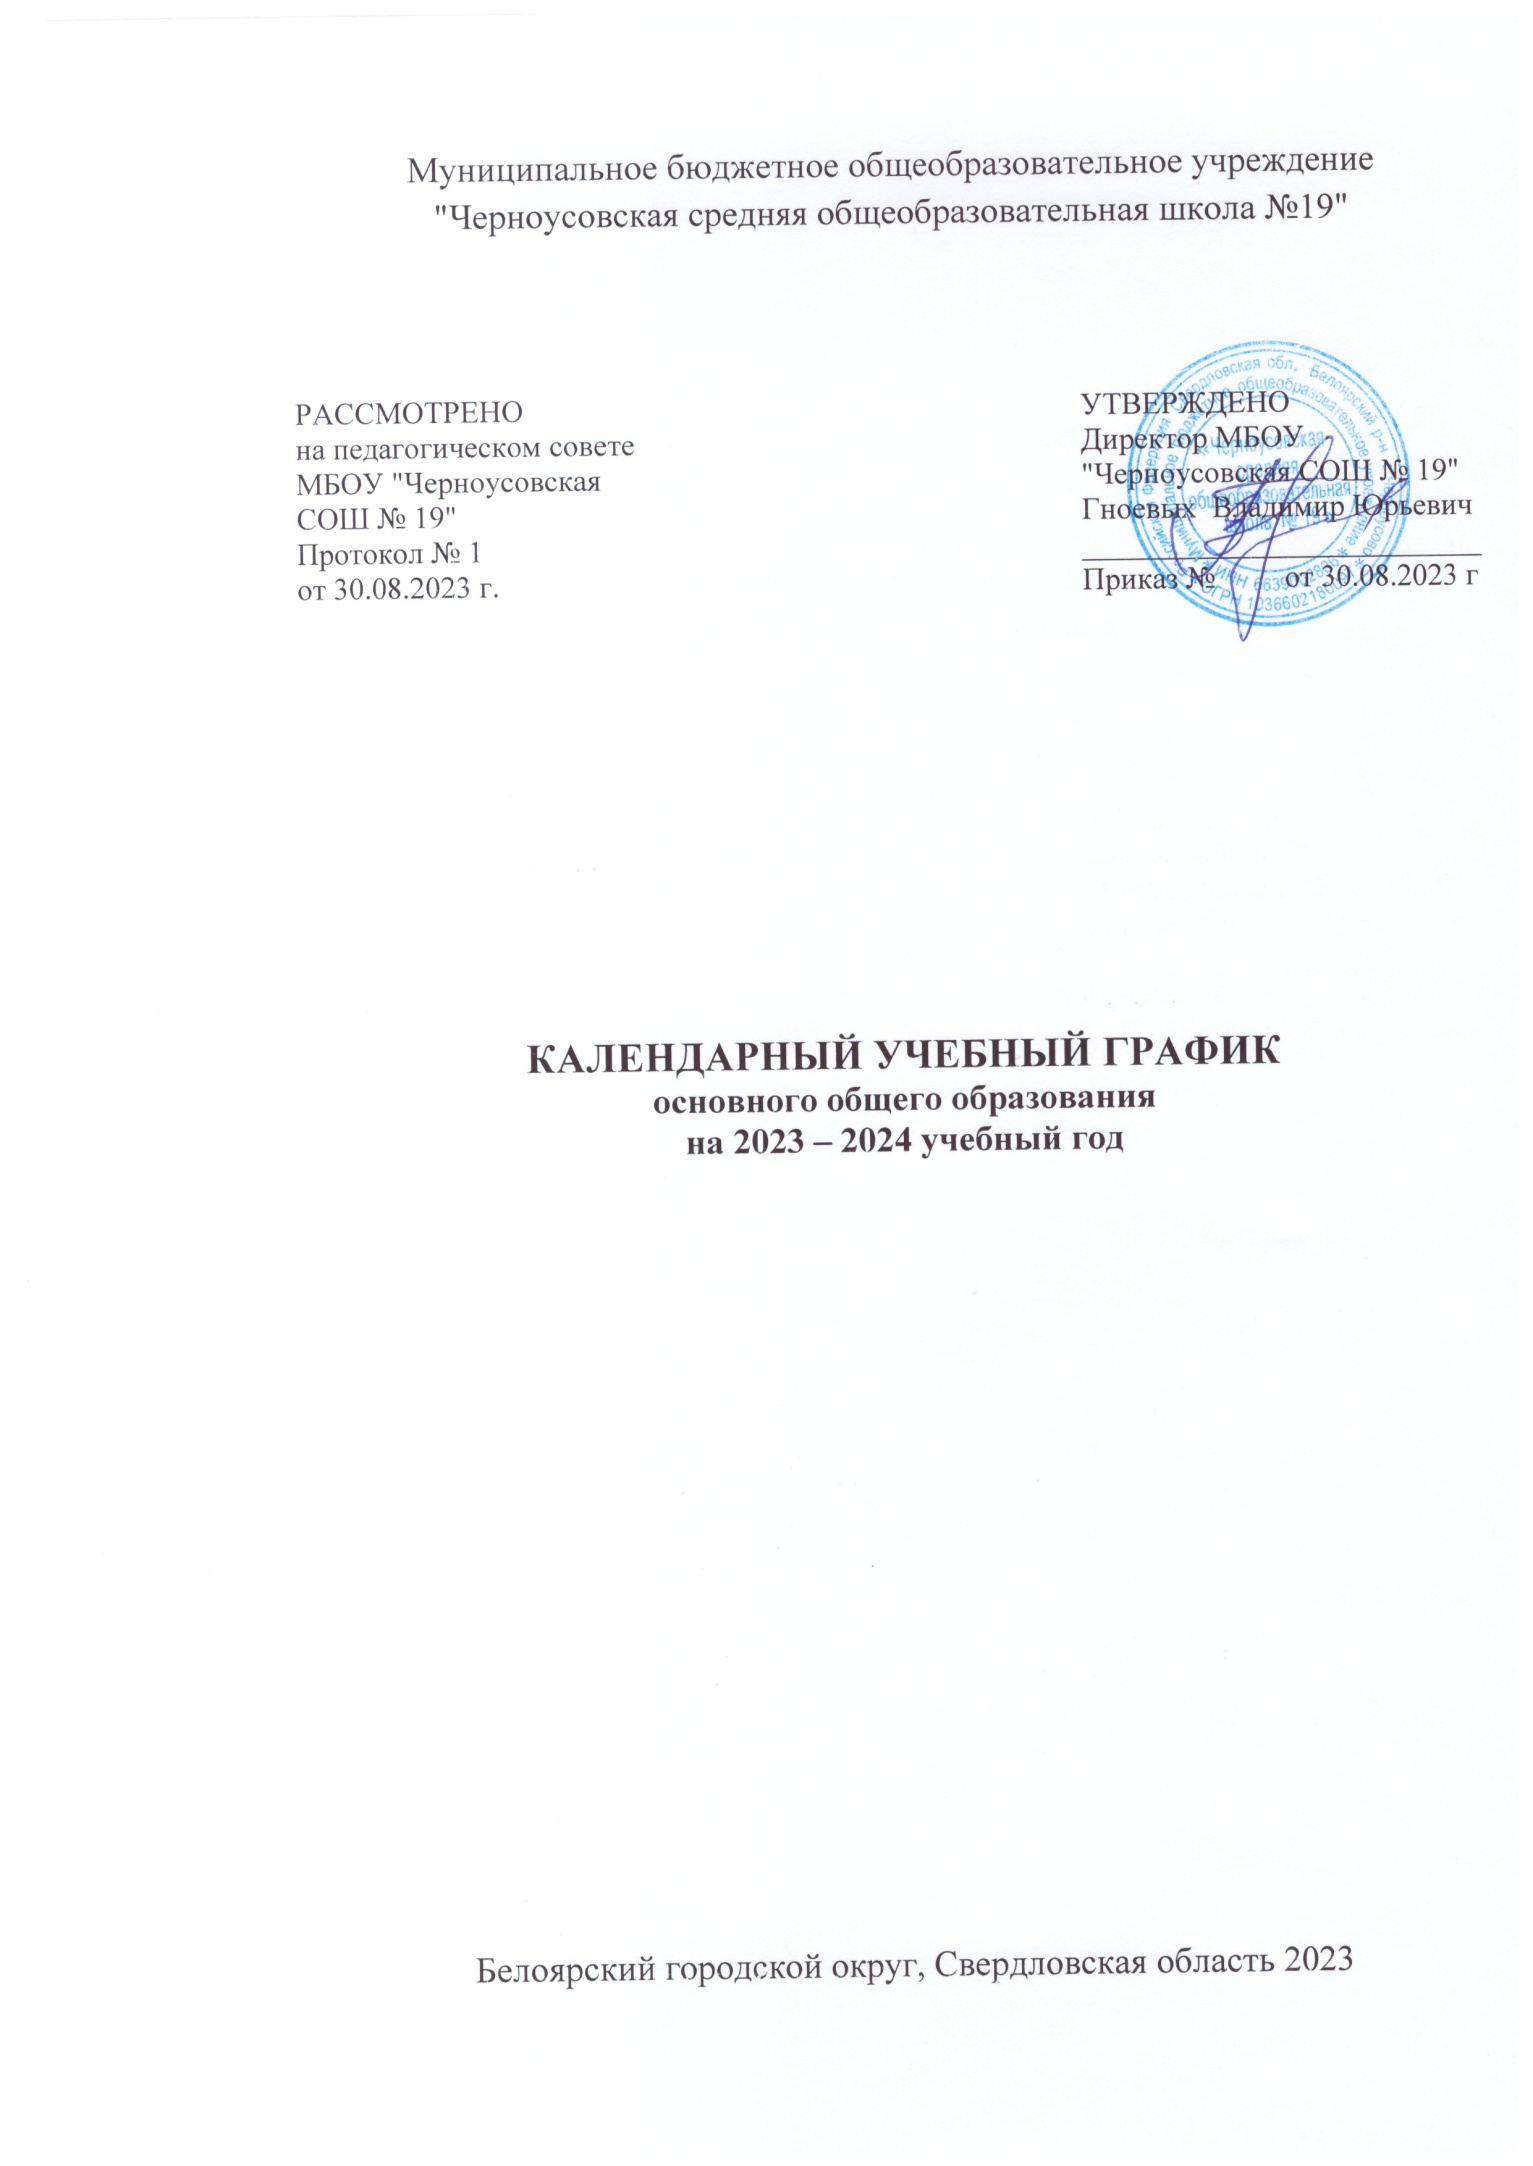 Муниципальное бюджетное общеобразовательное учреждение
"Черноусовская средняя общеобразовательная школа №19"
РАССМОТРЕНО
на педагогическом совете
МБОУ "Черноусовская
СОШ № 19"
Протокол № 1
от 30.08.2023 г.
УТВЕРЖДЕНО
Директор МБОУ
"Черноусовская СОШ № 19"
Гноевых Владимир Юрьевич
Приказ № от 30.08.2023 г
КАЛЕНДАРНЫЙ УЧЕБНЫЙ ГРАФИК
основного общего образования
на 2023 – 2024 учебный год
Белоярский городской округ, Свердловская область 2023